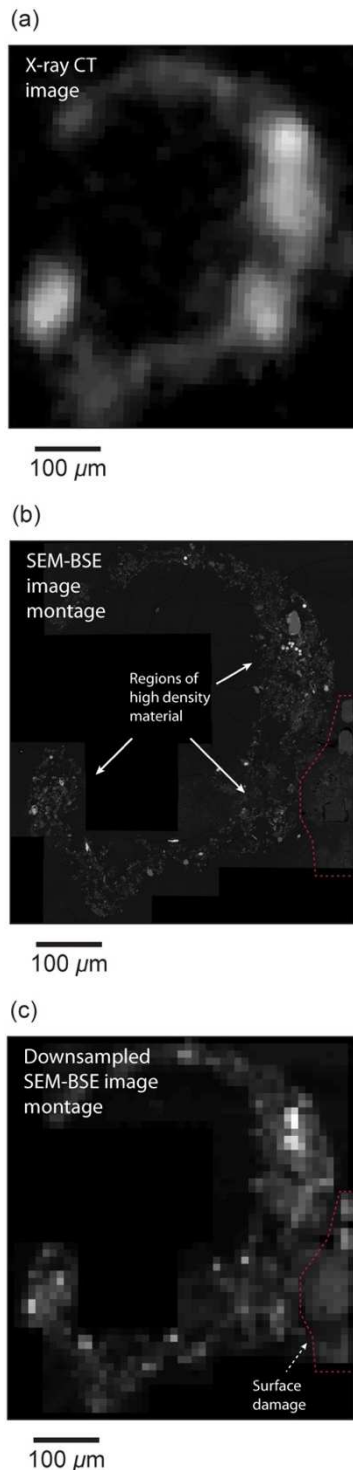 (a)
X-ray CT
image
100 μm
(b)
SEM-BSE
image
montage
Regions of
high density
material
100 μm
(c)
Downsampled
SEM-BSE image
montage
Surface
damage
100 μm